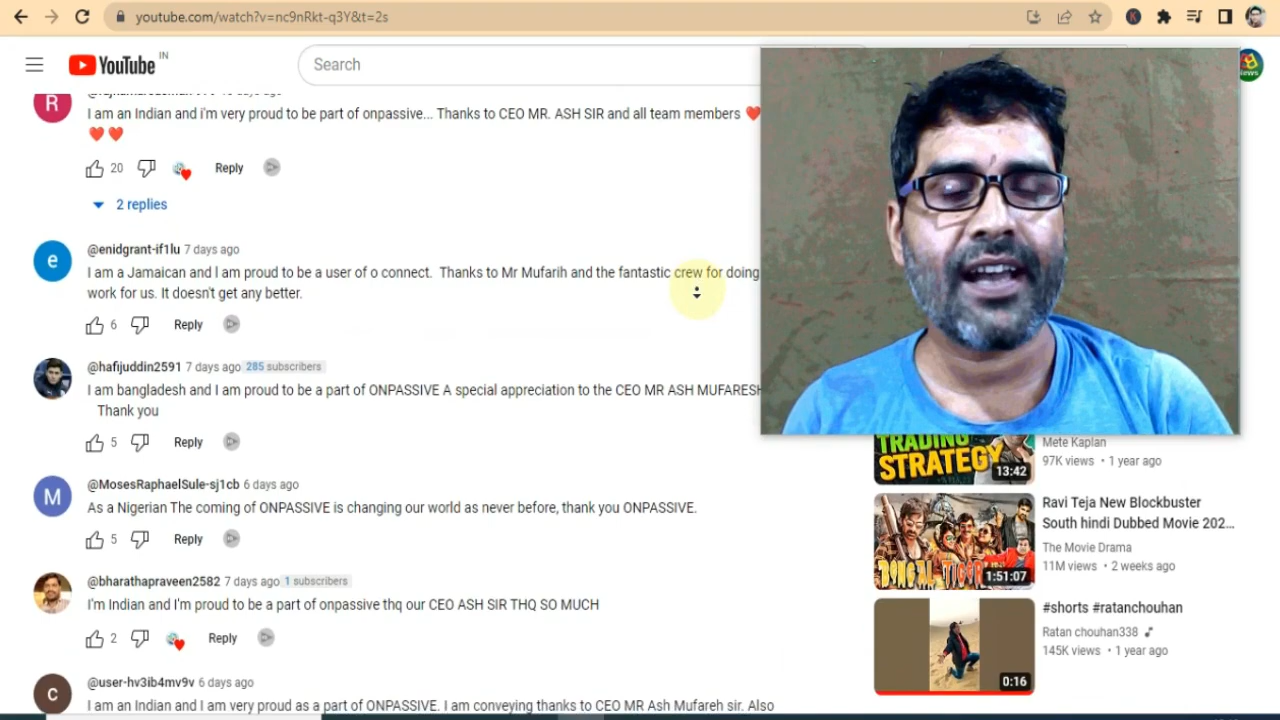 youtube.com/watch?v=nc9nRkt-q3Y&t=2s
YouTube IN
Search
news
R
I am an Indian and i'm very proud to be part of onpassive... Thanks to CEO MR. ASH SIR and all team members ❤️
❤️❤️
20
Reply
2 replies
e
@enidgrant-if1lu 7 days ago
I am a Jamaican and I am proud to be a user of o connect. Thanks to Mr Mufarih and the fantastic crew for doing
work for us. It doesn't get any better.
6
Reply
@hafijuddin2591 7 days ago 285 subscribers
I am bangladesh and I am proud to be a part of ONPASSIVE A special appreciation to the CEO MR ASH MUFARESH
Thank you
5
Reply
M
@MosesRaphaelSule-sj1cb 6 days ago
As a Nigerian The coming of ONPASSIVE is changing our world as never before, thank you ONPASSIVE.
5
Reply
@bharathapraveen2582 7 days ago 1 subscribers
I'm Indian and I'm proud to be a part of onpassive thq our CEO ASH SIR THQ SO MUCH
2
Reply
c
@user-hv3ib4mv9v 6 days ago
I am an Indian and I am very proud as a part of ONPASSIVE. I am conveying thanks to CEO MR Ash Mufareh sir. Also
TRADING
STRATEGY
13:42
Mete Kaplan
97K views • 1 year ago
BENGAL TIGER
1:51:07
Ravi Teja New Blockbuster
South hindi Dubbed Movie 202...
The Movie Drama
11M views • 2 weeks ago
0:16
#shorts #ratanchouhan
Ratan chouhan338
145K views • 1 year ago